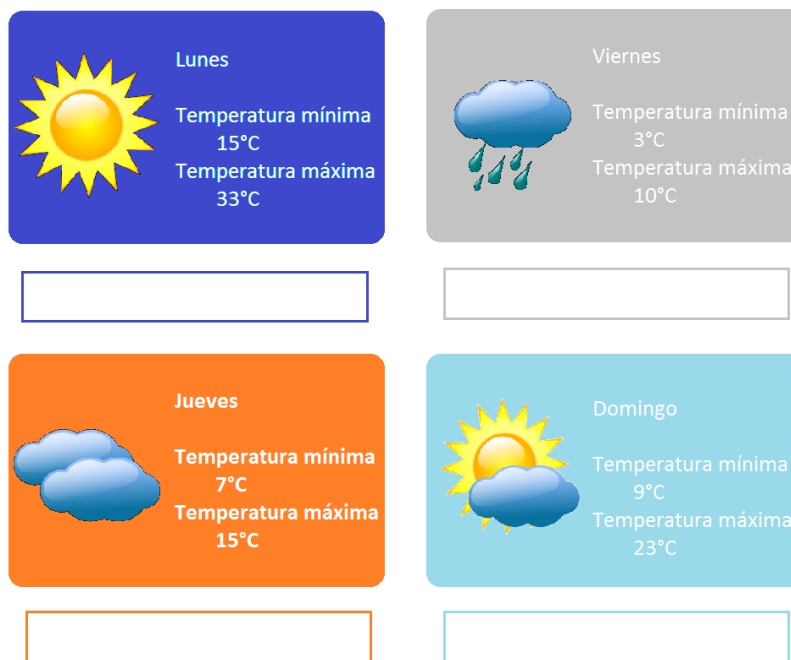 Lunes
Temperatura mínima
15°C
Temperatura máxima
33°C
Viernes
Temperatura mínima
3°C
Temperatura máxima
10°C
Jueves
Temperatura mínima
7°C
Temperatura máxima
15°C
Domingo
Temperatura mínima
9°C
Temperatura máxima
23°C